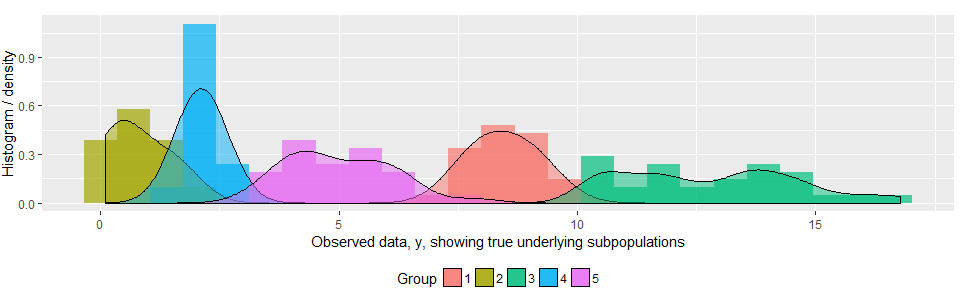 Histogram / density
0.9
0.6
0.3
0.0
0 5 10 15
Observed data, y, showing true underlying subpopulations
Group 1 2 3 4 5